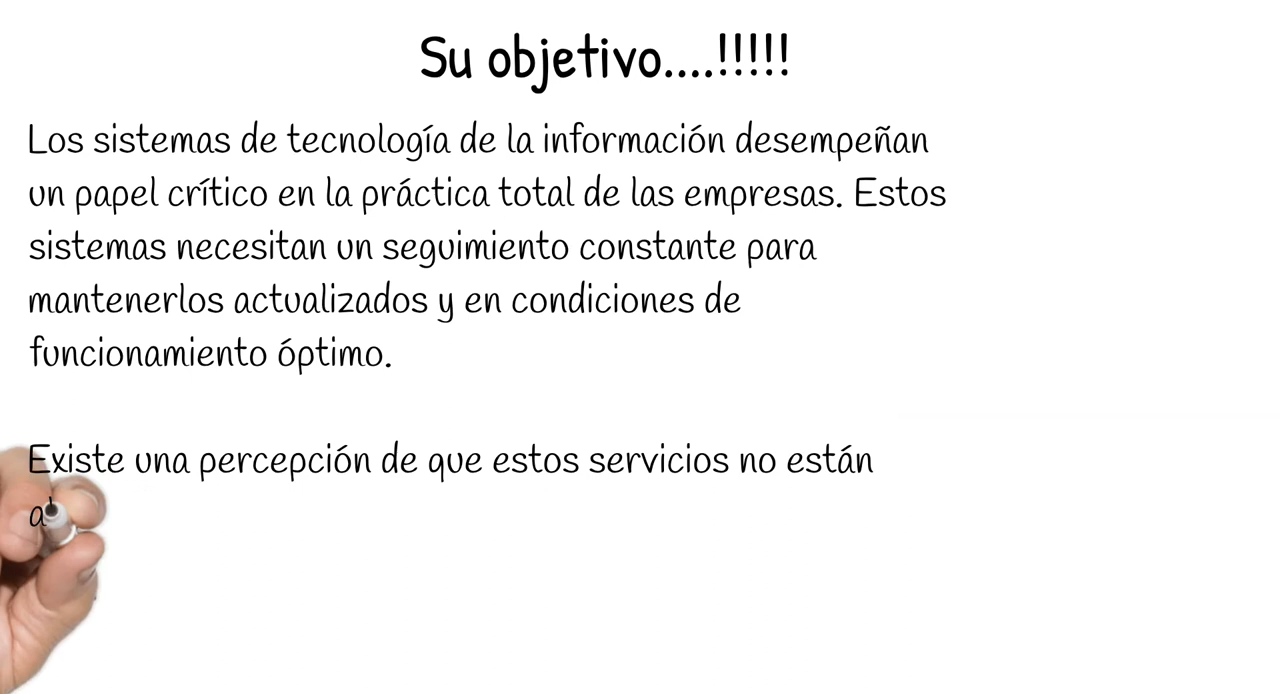 Su objetivo....!!!!!
Los sistemas de tecnología de la información desempeñan
un papel crítico en la práctica total de las empresas. Estos
sistemas necesitan un seguimiento constante para
mantenerlos actualizados y en condiciones de
funcionamiento óptimo.
Existe una percepción de que estos servicios no están